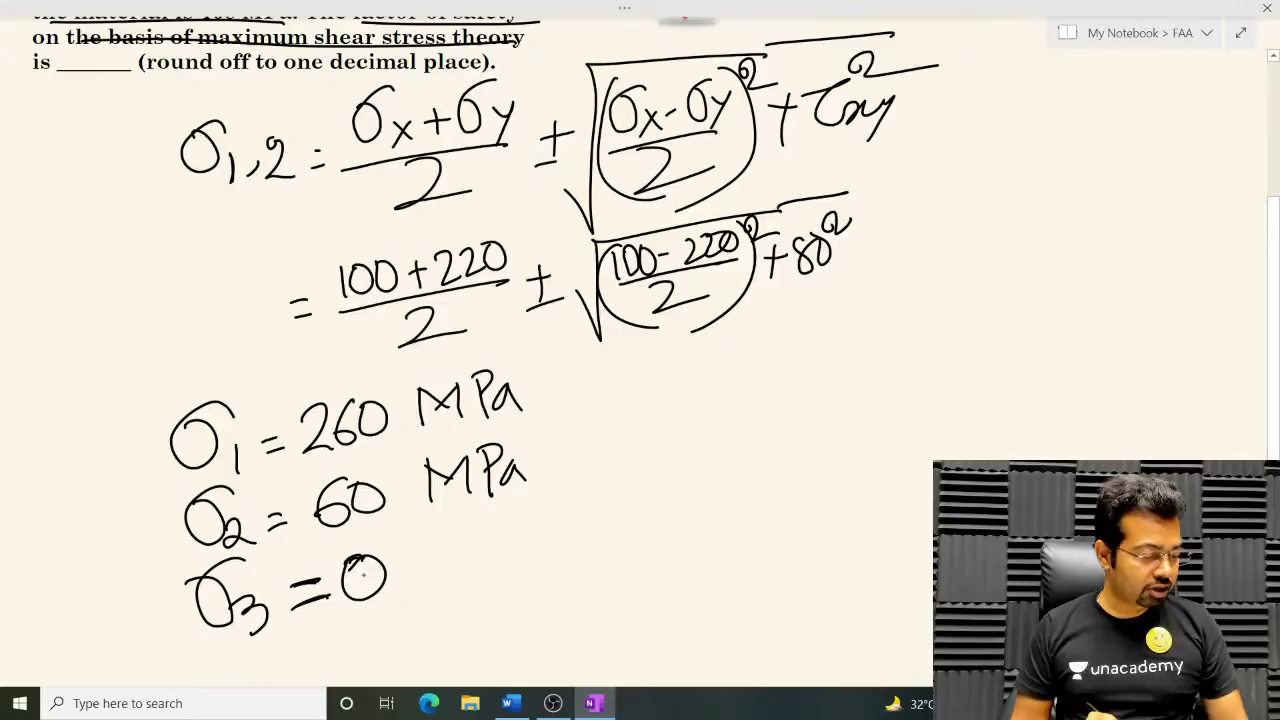 on the basis of maximum shear stress theory
is ______ (round off to one decimal place).
My Notebook > FAA
σ1,2 = (σx+σy)/2 ± √(((σx-σy)/2)² + τxy²)
= (100+220)/2 ± √(((100-220)/2)² + 80²)
σ1 = 260 MPa
σ2 = 60 MPa
σ3 = 0
unacademy
Type here to search
32°